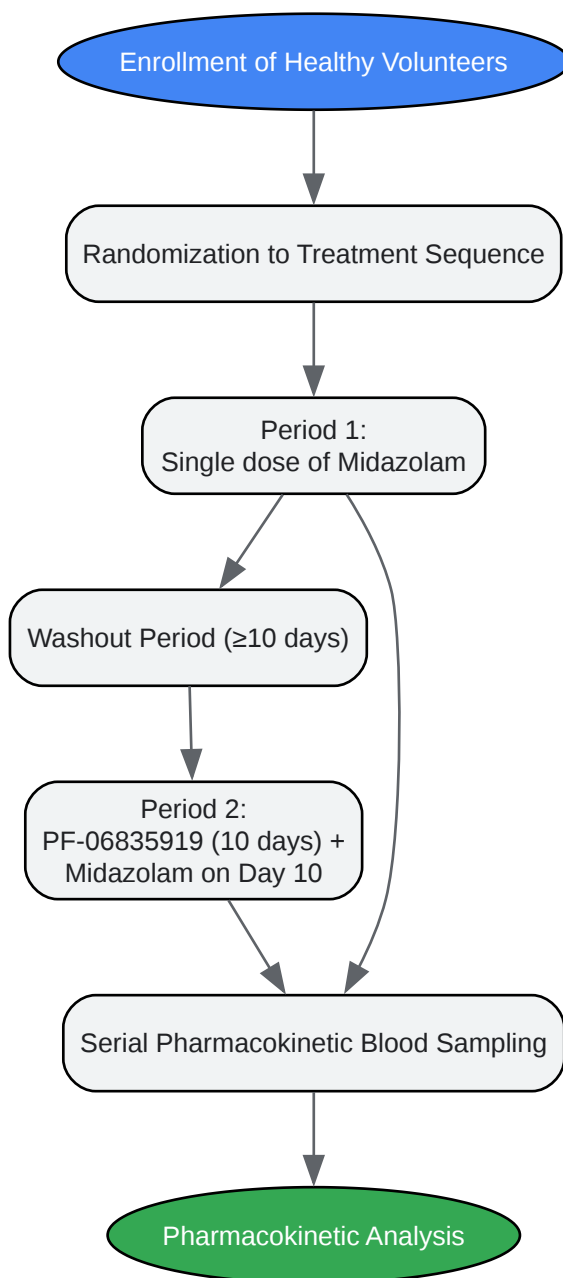 Enrollment of Healthy Volunteers
Randomization to Treatment Sequence
Period 1:
Single dose of Midazolam
Washout Period (≥10 days)
Period 2:
PF-06835919 (10 days) +
Midazolam on Day 10
Serial Pharmacokinetic Blood Sampling
Pharmacokinetic Analysis